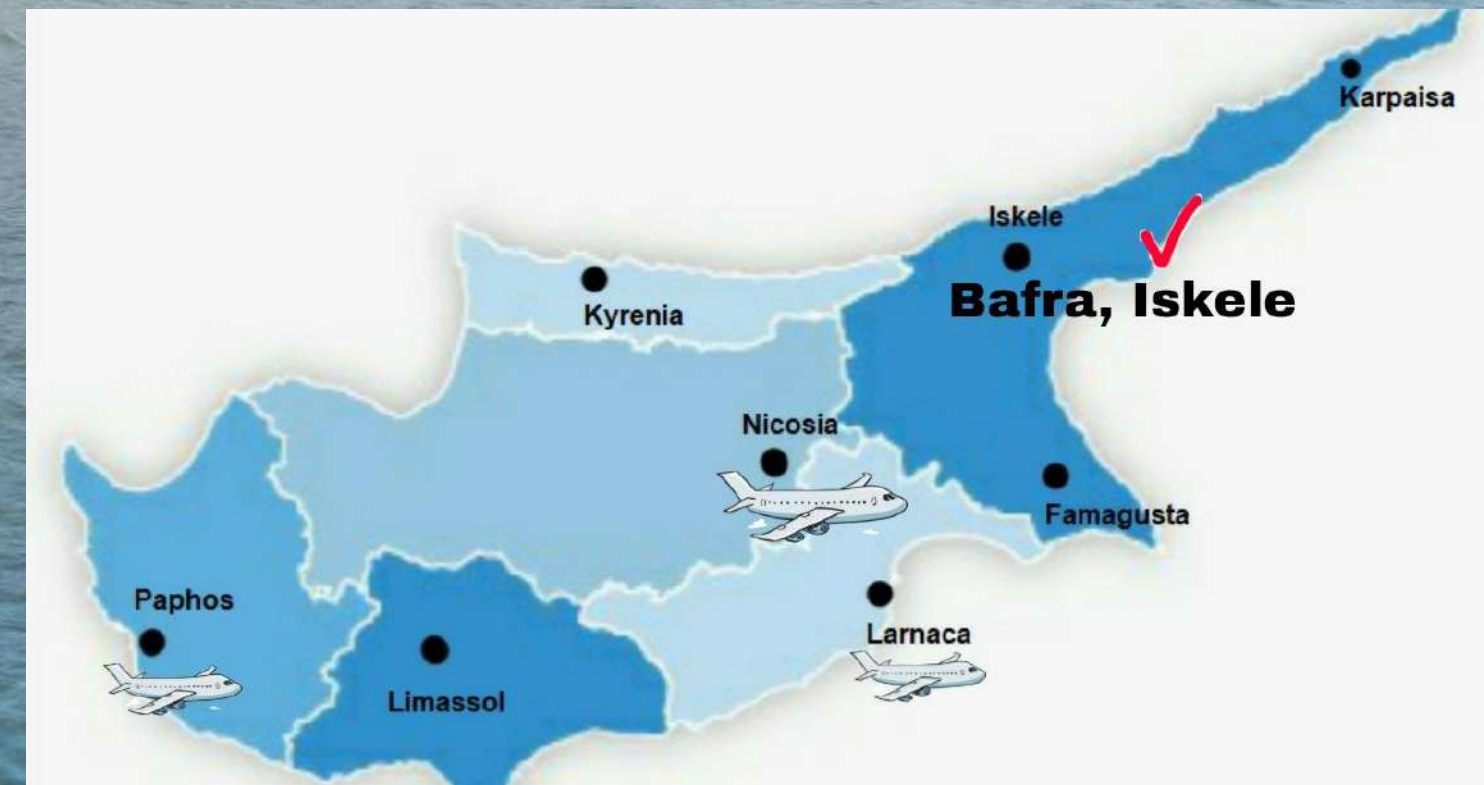 Karpaisa
Iskele
Bafra, Iskele
Kyrenia
Nicosia
Famagusta
Paphos
Larnaca
Limassol